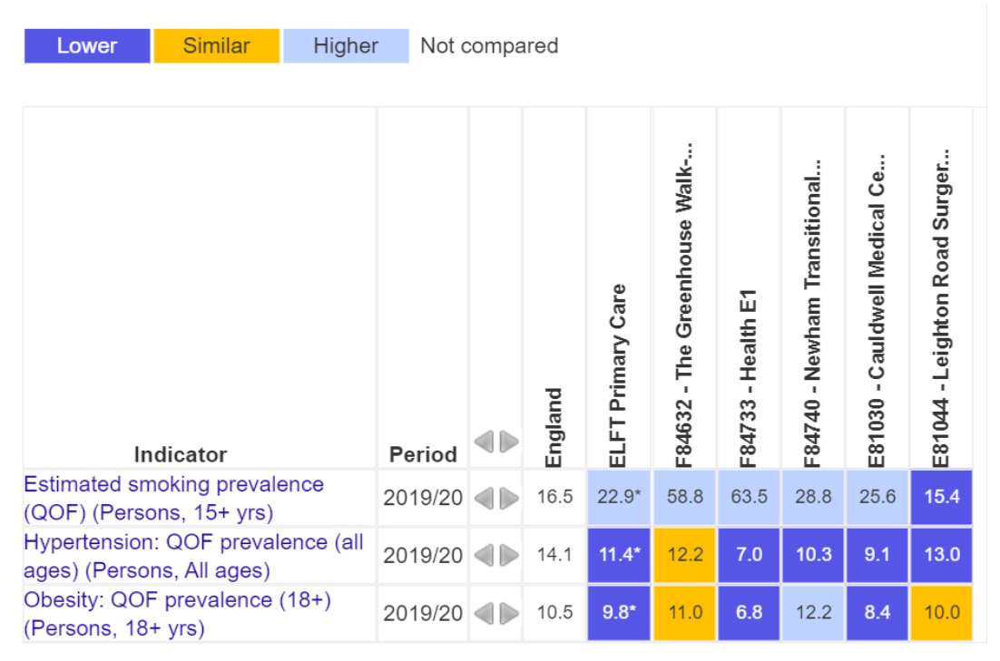 Lower Similar Higher Not compared
Indicator Period England ELFT Primary Care F84632 - The Greenhouse Walk-... F84733 - Health E1 F84740 - Newham Transitional... E81030 - Cauldwell Medical Ce... E81044 - Leighton Road Surger...
Estimated smoking prevalence
(QOF) (Persons, 15+ yrs) 2019/20 16.5 22.9* 58.8 63.5 28.8 25.6 15.4
Hypertension: QOF prevalence (all
ages) (Persons, All ages) 2019/20 14.1 11.4* 12.2 7.0 10.3 9.1 13.0
Obesity: QOF prevalence (18+)
(Persons, 18+ yrs) 2019/20 10.5 9.8* 11.0 6.8 12.2 8.4 10.0